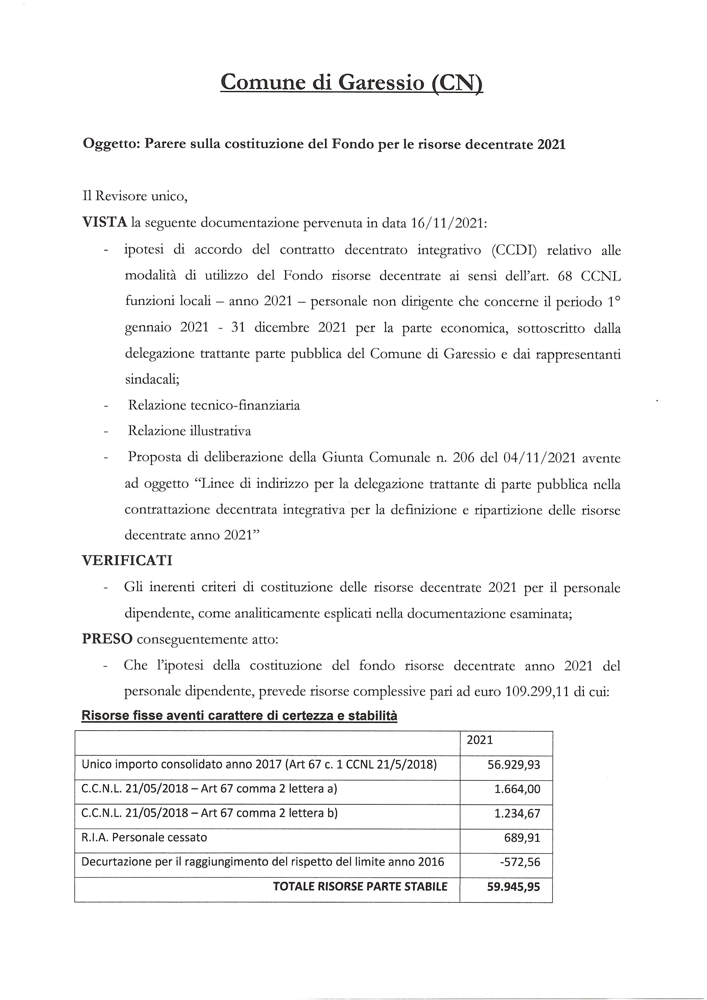 Comune di Garessio (CN)
Oggetto: Parere sulla costituzione del Fondo per le risorse decentrate 2021
Il Revisore unico,
VISTA la seguente documentazione pervenuta in data 16/11/2021:
- ipotesi di accordo del contratto decentrato integrativo (CCDI) relativo alle
modalità di utilizzo del Fondo risorse decentrate ai sensi dell'art. 68 CCNL
funzioni locali – anno 2021 – personale non dirigente che concerne il periodo 1°
gennaio 2021 - 31 dicembre 2021 per la parte economica, sottoscritto dalla
delegazione trattante parte pubblica del Comune di Garessio e dai rappresentanti
sindacali;
- Relazione tecnico-finanziaria
- Relazione illustrativa
- Proposta di deliberazione della Giunta Comunale n. 206 del 04/11/2021 avente
ad oggetto “Linee di indirizzo per la delegazione trattante di parte pubblica nella
contrattazione decentrata integrativa per la definizione e ripartizione delle risorse
decentrate anno 2021”
VERIFICATI
- Gli inerenti criteri di costituzione delle risorse decentrate 2021 per il personale
dipendente, come analiticamente esplicati nella documentazione esaminata;
PRESO conseguentemente atto:
- Che l'ipotesi della costituzione del fondo risorse decentrate anno 2021 del
personale dipendente, prevede risorse complessive pari ad euro 109.299,11 di cui:
Risorse fisse aventi carattere di certezza e stabilità
2021
Unico importo consolidato anno 2017 (Art 67 c. 1 CCNL 21/5/2018) 56.929,93
C.C.N.L. 21/05/2018 – Art 67 comma 2 lettera a) 1.664,00
C.C.N.L. 21/05/2018 – Art 67 comma 2 lettera b) 1.234,67
R.I.A. Personale cessato 689,91
Decurtazione per il raggiungimento del rispetto del limite anno 2016 -572,56
TOTALE RISORSE PARTE STABILE 59.945,95